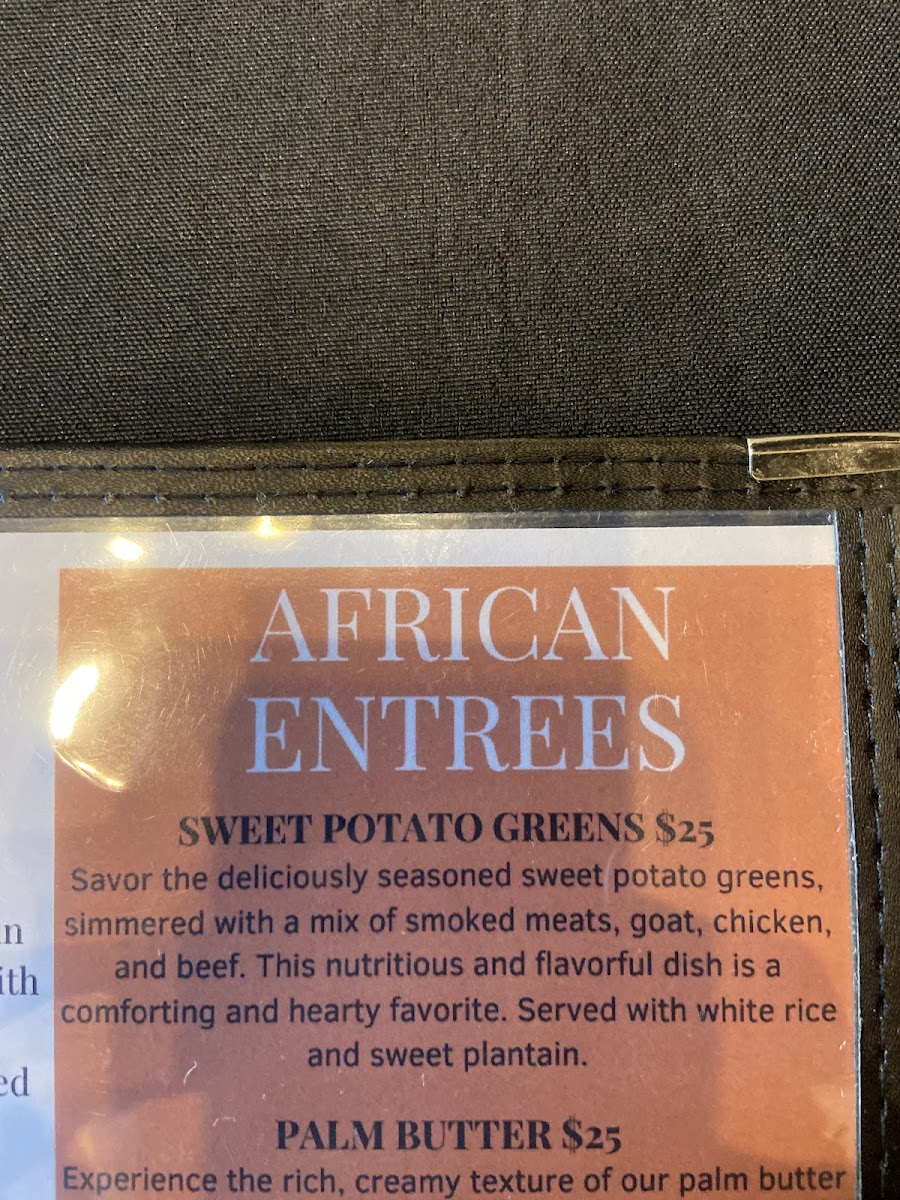 AFRICAN
ENTREES
SWEET POTATO GREENS $25
Savor the deliciously seasoned sweet potato greens,
simmered with a mix of smoked meats, goat, chicken,
and beef. This nutritious and flavorful dish is a
comforting and hearty favorite. Served with white rice
and sweet plantain.
PALM BUTTER $25
Experience the rich, creamy texture of our palm butter